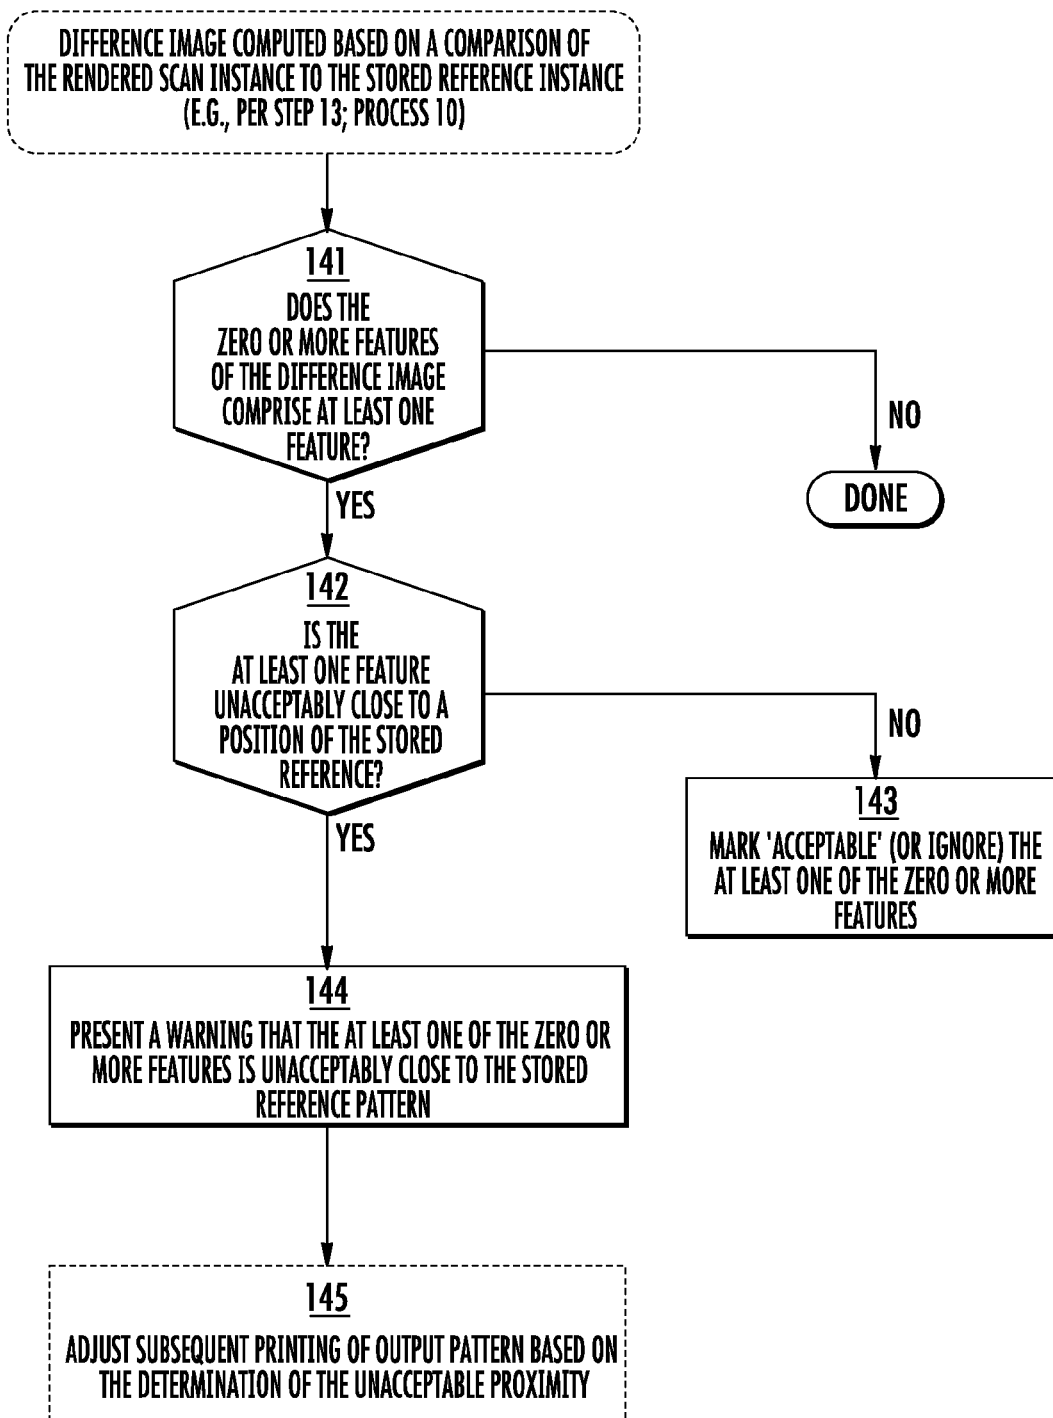 DIFFERENCE IMAGE COMPUTED BASED ON A COMPARISON OF
THE RENDERED SCAN INSTANCE TO THE STORED REFERENCE INSTANCE
(E.G., PER STEP 13; PROCESS 10)
141
DOES THE
ZERO OR MORE FEATURES
OF THE DIFFERENCE IMAGE
COMPRISE AT LEAST ONE
FEATURE?
NO
DONE
YES
142
IS THE
AT LEAST ONE FEATURE
UNACCEPTABLY CLOSE TO A
POSITION OF THE STORED
REFERENCE?
NO
143
MARK 'ACCEPTABLE' (OR IGNORE) THE
AT LEAST ONE OF THE ZERO OR MORE
FEATURES
YES
144
PRESENT A WARNING THAT THE AT LEAST ONE OF THE ZERO OR
MORE FEATURES IS UNACCEPTABLY CLOSE TO THE STORED
REFERENCE PATTERN
145
ADJUST SUBSEQUENT PRINTING OF OUTPUT PATTERN BASED ON
THE DETERMINATION OF THE UNACCEPTABLE PROXIMITY